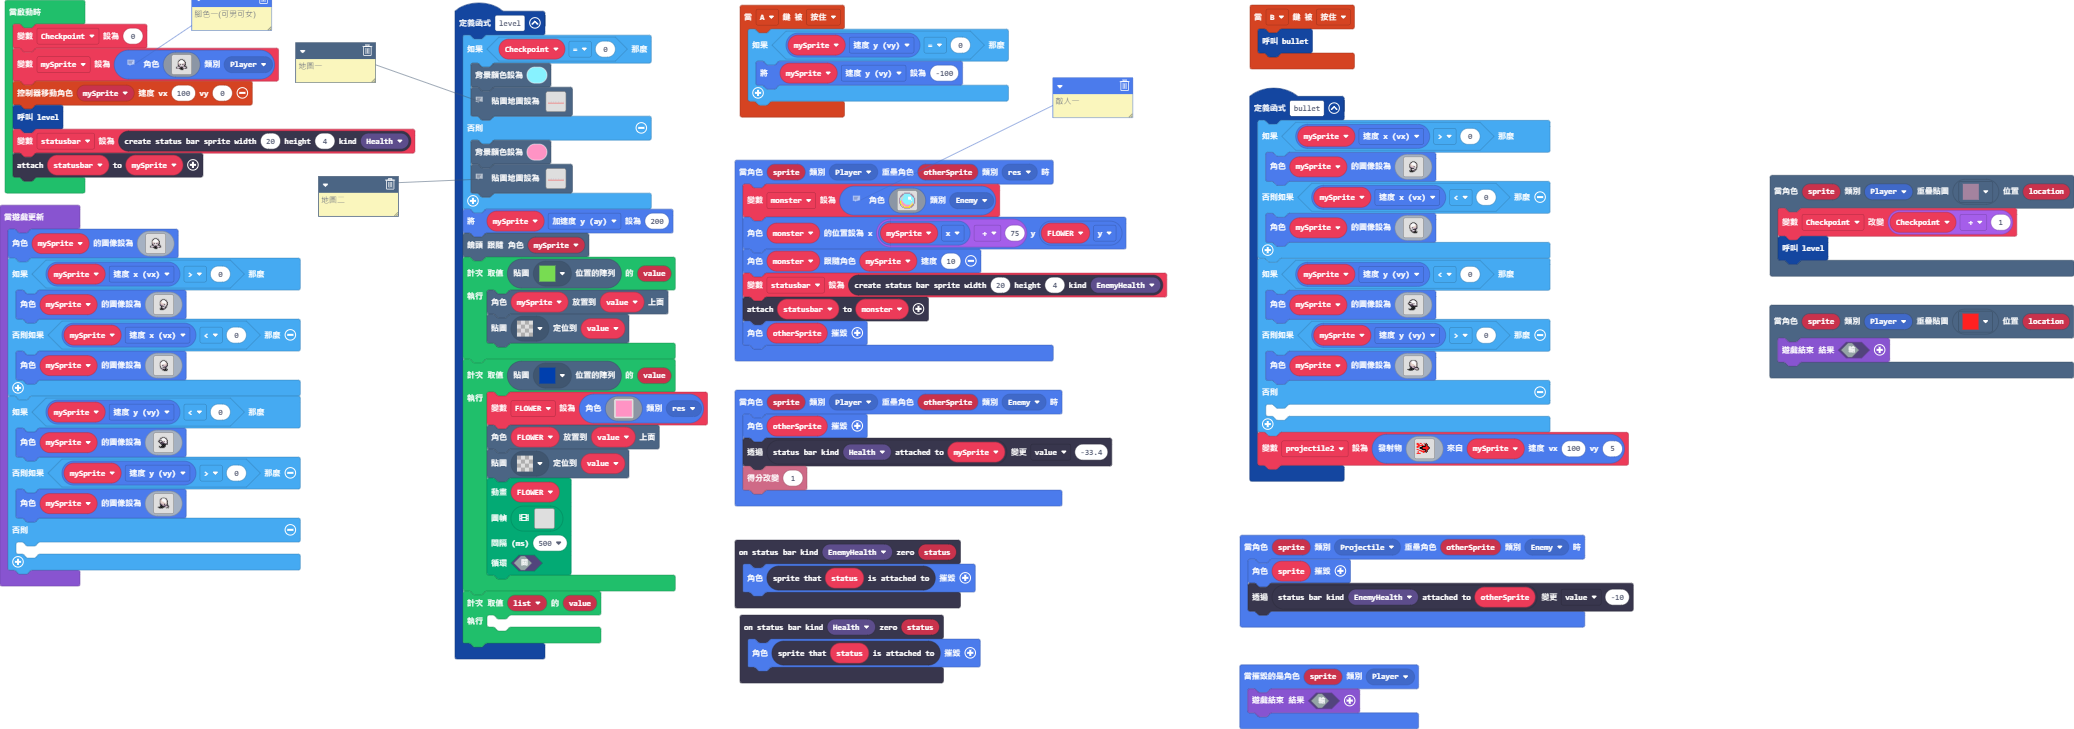 當啟動時
變數 Checkpoint 設為 0
變數 mySprite 設為 角色 類別 Player
控制器移動角色 mySprite 速度 vx 100 vy 0
呼叫 level
變數 statusbar 設為 create status bar sprite width 20 height 4 kind Health
attach statusbar to mySprite
腳色一(可男可女)
地圖一
地圖二
當遊戲更新
角色 mySprite 的圖像設為
如果 mySprite 速度 x (vx) > 0 那麼
角色 mySprite 的圖像設為
否則如果 mySprite 速度 x (vx) < 0 那麼
角色 mySprite 的圖像設為
如果 mySprite 速度 y (vy) < 0 那麼
角色 mySprite 的圖像設為
否則如果 mySprite 速度 y (vy) > 0 那麼
角色 mySprite 的圖像設為
否則
定義函式 level
如果 Checkpoint = 0 那麼
背景顏色設為
貼圖地圖設為
否則
背景顏色設為
貼圖地圖設為
將 mySprite 加速度 y (ay) 設為 200
鏡頭 跟隨 角色 mySprite
計次 取值 貼圖 位置的陣列 的 value
執行 角色 mySprite 放置到 value 上面
貼圖 定位到 value
計次 取值 貼圖 位置的陣列 的 value
執行 變數 FLOWER 設為 角色 類別 res
角色 FLOWER 放置到 value 上面
貼圖 定位到 value
動畫 FLOWER
圖幀
間隔 (ms) 500
循環
計次 取值 list 的 value
執行
當 A 鍵 被 按住
如果 mySprite 速度 y (vy) = 0 那麼
將 mySprite 速度 y (vy) 設為 -100
敵人一
當角色 sprite 類別 Player 重疊角色 otherSprite 類別 res 時
變數 monster 設為 角色 類別 Enemy
角色 monster 的位置設為 x mySprite x + 75 y FLOWER y
角色 monster 跟隨角色 mySprite 速度 10
變數 statusbar 設為 create status bar sprite width 20 height 4 kind EnemyHealth
attach statusbar to monster
角色 otherSprite 摧毀
當角色 sprite 類別 Player 重疊角色 otherSprite 類別 Enemy 時
角色 otherSprite 摧毀
透過 status bar kind Health attached to mySprite 變更 value -33.4
得分改變 1
on status bar kind EnemyHealth zero status
角色 sprite that status is attached to 摧毀
on status bar kind Health zero status
角色 sprite that status is attached to 摧毀
當 B 鍵 被 按住
呼叫 bullet
定義函式 bullet
如果 mySprite 速度 x (vx) > 0 那麼
角色 mySprite 的圖像設為
否則如果 mySprite 速度 x (vx) < 0 那麼
角色 mySprite 的圖像設為
如果 mySprite 速度 y (vy) < 0 那麼
角色 mySprite 的圖像設為
否則如果 mySprite 速度 y (vy) > 0 那麼
角色 mySprite 的圖像設為
否則
變數 projectile2 設為 發射物 來自 mySprite 速度 vx 100 vy 5
當角色 sprite 類別 Projectile 重疊角色 otherSprite 類別 Enemy 時
角色 sprite 摧毀
透過 status bar kind EnemyHealth attached to otherSprite 變更 value -10
當摧毀的是角色 sprite 類別 Player
遊戲結束 結果
當角色 sprite 類別 Player 重疊貼圖 位置 location
變數 Checkpoint 改變 Checkpoint + 1
呼叫 level
當角色 sprite 類別 Player 重疊貼圖 位置 location
遊戲結束 結果